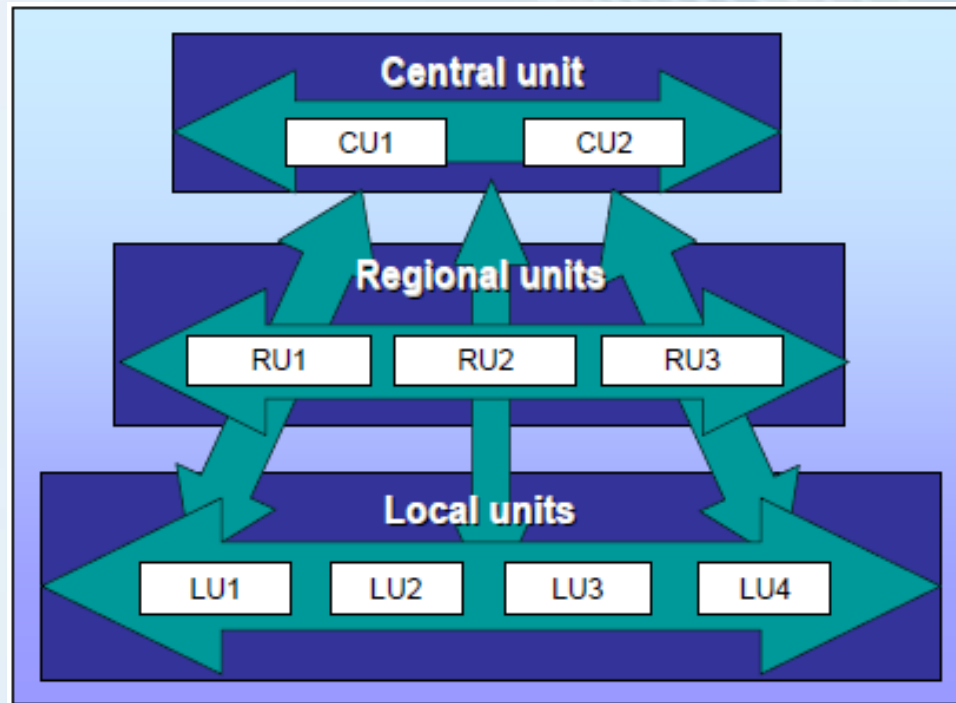 Central unit
CU1 CU2
Regional units
RU1 RU2 RU3
Local units
LU1 LU2 LU3 LU4